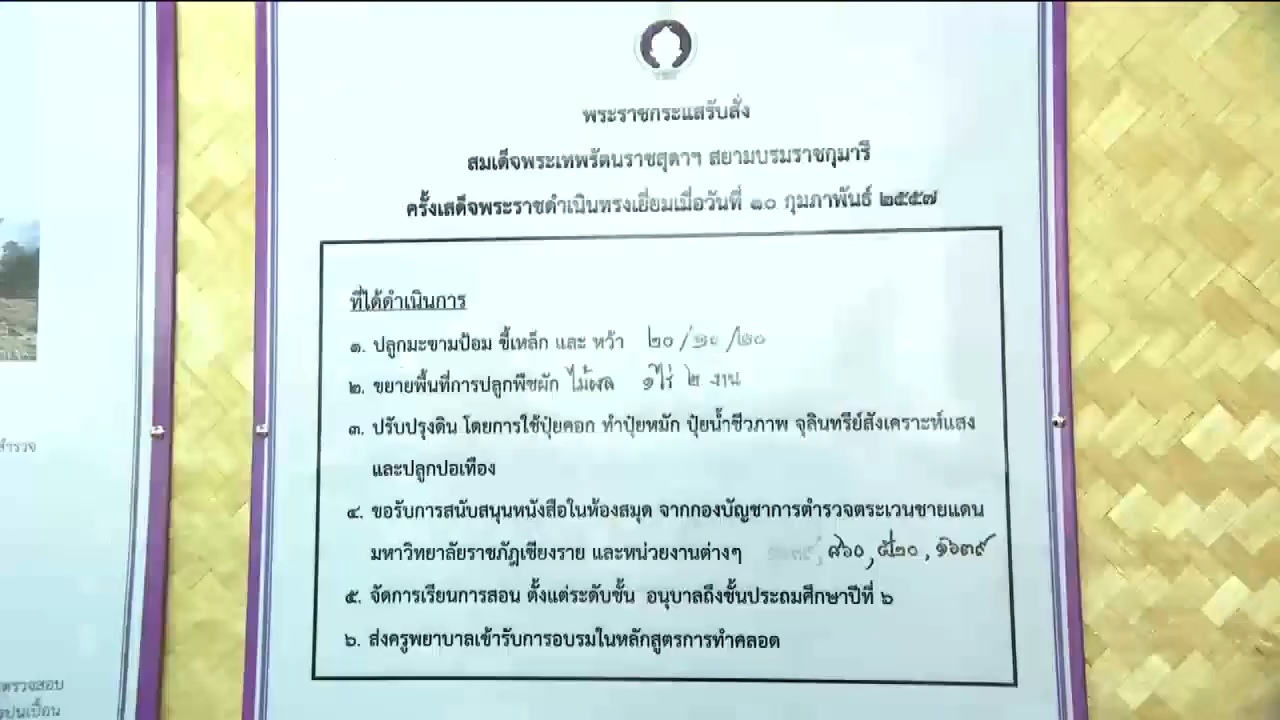 พระราชกระแสรับสั่ง
สมเด็จพระเทพรัตนราชสุดาฯ สยามบรมราชกุมารี
ครั้งเสด็จพระราชดำเนินทรงเยี่ยมเมื่อวันที่ ๑๐ กุมภาพันธ์ ๒๕๕๗
ที่ได้ดำเนินการ
๑. ปลูกมะขามป้อม ขี้เหล็ก และ หว้า ๒๐/๑๐/๒๐
๒. ขยายพื้นที่การปลูกพืชผัก ไม้ผล ๑ไร่ ๒ งาน
๓. ปรับปรุงดิน โดยการใช้ปุ๋ยคอก ทำปุ๋ยหมัก ปุ๋ยน้ำชีวภาพ จุลินทรีย์สังเคราะห์แสง
และปลูกปอเทือง
๔. ขอรับการสนับสนุนหนังสือในห้องสมุด จากกองบัญชาการตำรวจตระเวนชายแดน
มหาวิทยาลัยราชภัฏเชียงราย และหน่วยงานต่างๆ ๘๖๐, ๕๒๐, ๑๖๓๙
๕. จัดการเรียนการสอน ตั้งแต่ระดับชั้น อนุบาลถึงชั้นประถมศึกษาปีที่ ๖
๖. ส่งครูพยาบาลเข้ารับการอบรมในหลักสูตรการทำคลอด
สำรวจ
ตรวจสอบ
ปนเปื้อน